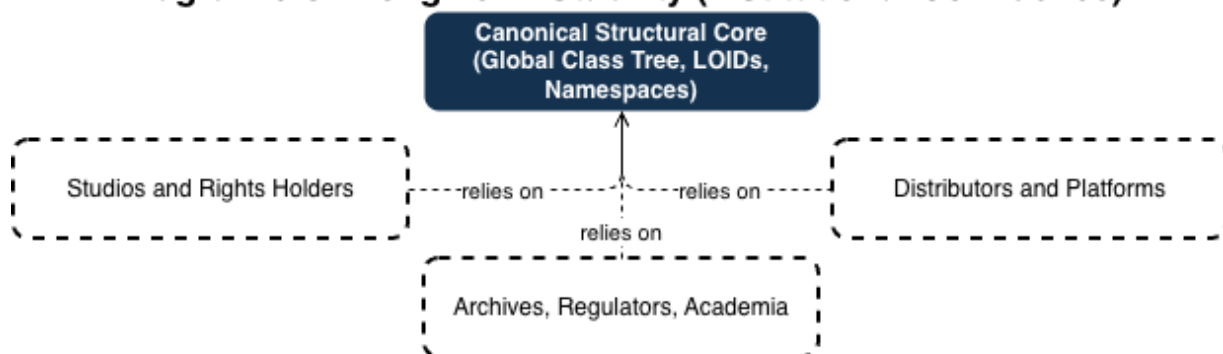 Canonical Structural Core
(Global Class Tree, LOIDs,
Namespaces)
Studios and Rights Holders
relies on
relies on
Distributors and Platforms
relies on
Archives, Regulators, Academia